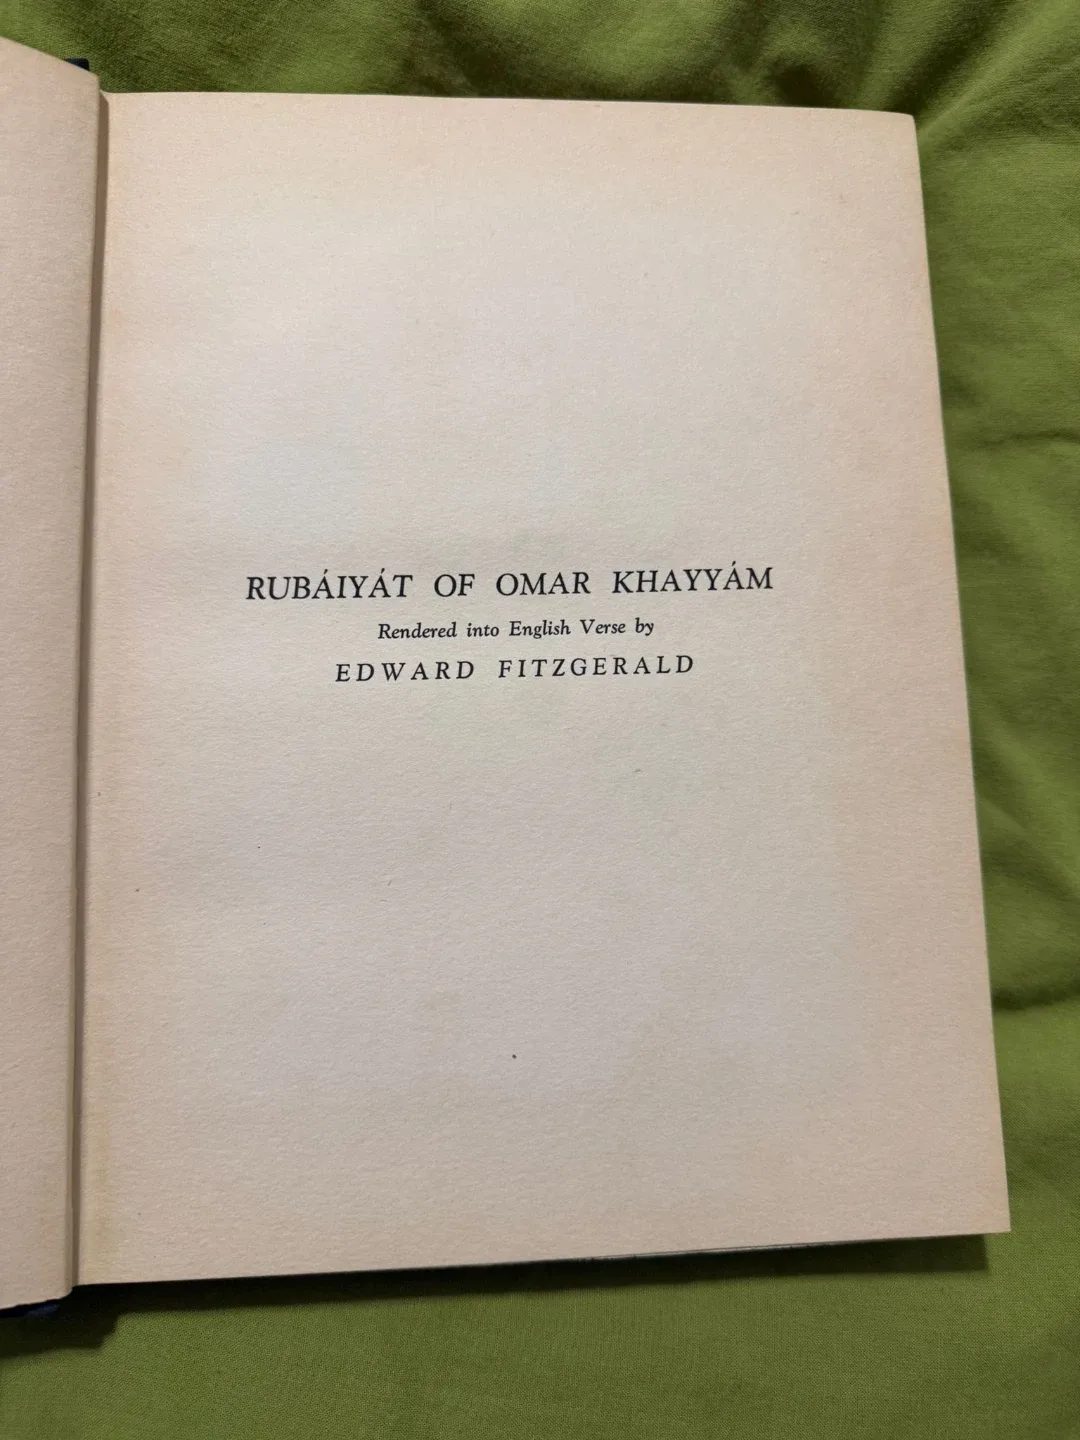 RUBÁIYÁT OF OMAR KHAYYÁM
Rendered into English Verse by
EDWARD FITZGERALD